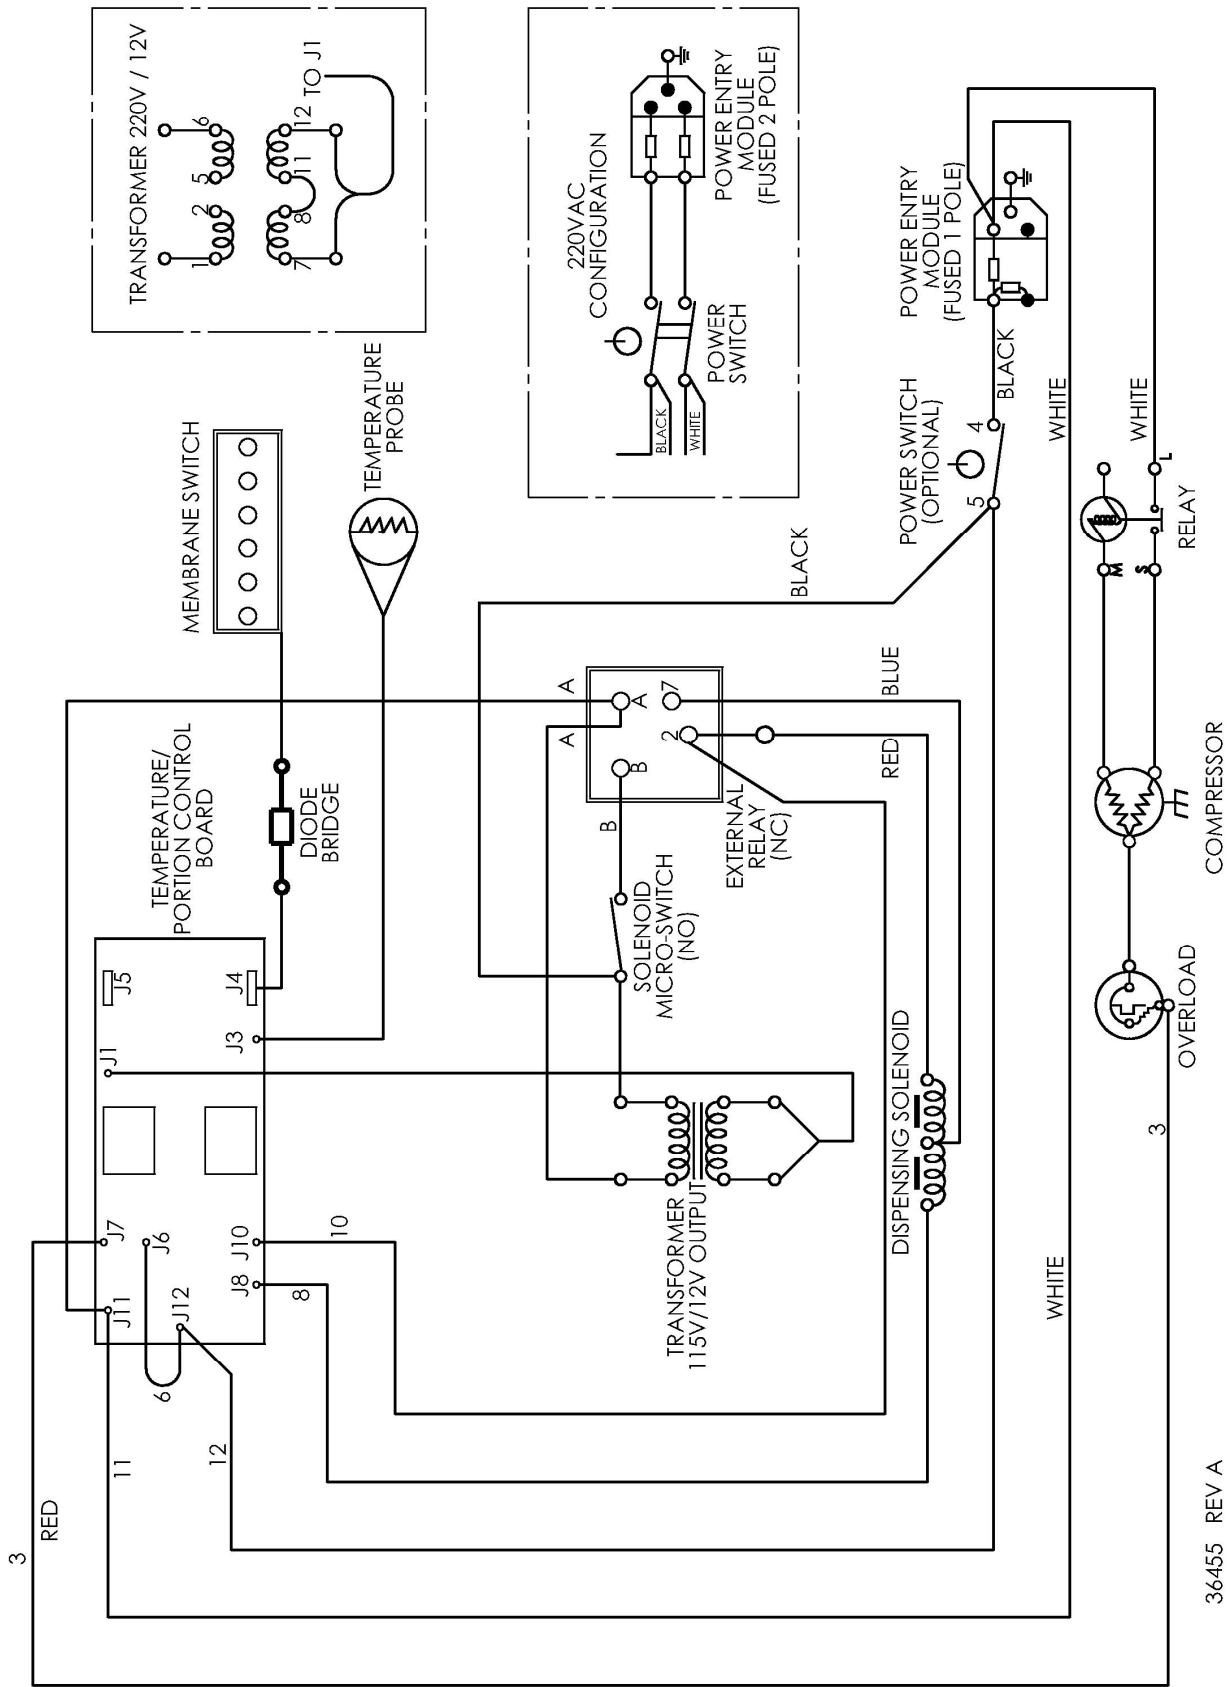 3
RED
11
12
6
J11
J12
J7
J6
J8
J10
8
10
J1
J3
J4
J5
TEMPERATURE/
PORTION CONTROL
BOARD
DIODE
BRIDGE
MEMBRANE SWITCH
TEMPERATURE
PROBE
TRANSFORMER 220V / 12V
1
2
5
6
7
8
11
12
TO J1
TRANSFORMER
115V/12V OUTPUT
SOLENOID
MICRO-SWITCH
(NO)
B
A
A
B
A
2
7
EXTERNAL
RELAY
(NC)
RED
BLUE
BLACK
DISPENSING SOLENOID
220VAC
CONFIGURATION
BLACK
WHITE
POWER
SWITCH
POWER ENTRY
MODULE
(FUSED 2 POLE)
POWER SWITCH
(OPTIONAL)
5
4
BLACK
POWER ENTRY
MODULE
(FUSED 1 POLE)
WHITE
WHITE
WHITE
3
OVERLOAD
COMPRESSOR
M
S
L
RELAY
36455 REV A